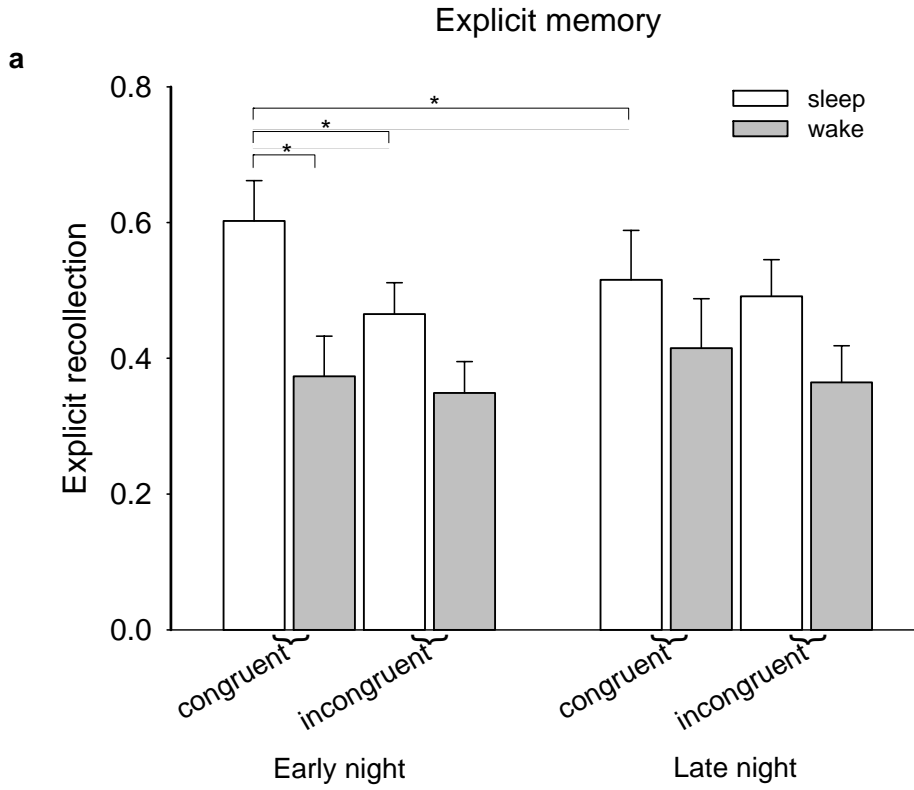 Explicit memory
a
0.8
0.6
0.4
0.2
0.0
Explicit recollection
sleep
wake
*
*
*
congruent
incongruent
congruent
incongruent
Early night
Late night